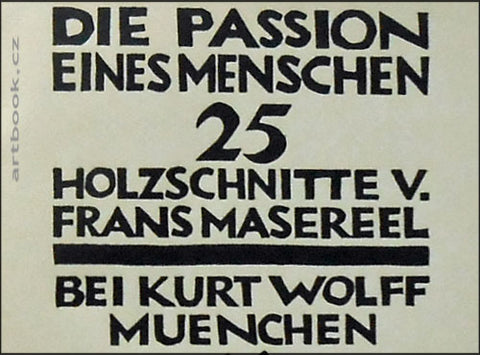 DIE PASSION
EINES MENSCHEN
25
HOLZSCHNITTE V.
FRANS MASEREEL
BEI KURT WOLFF
MUENCHEN
artbook.cz